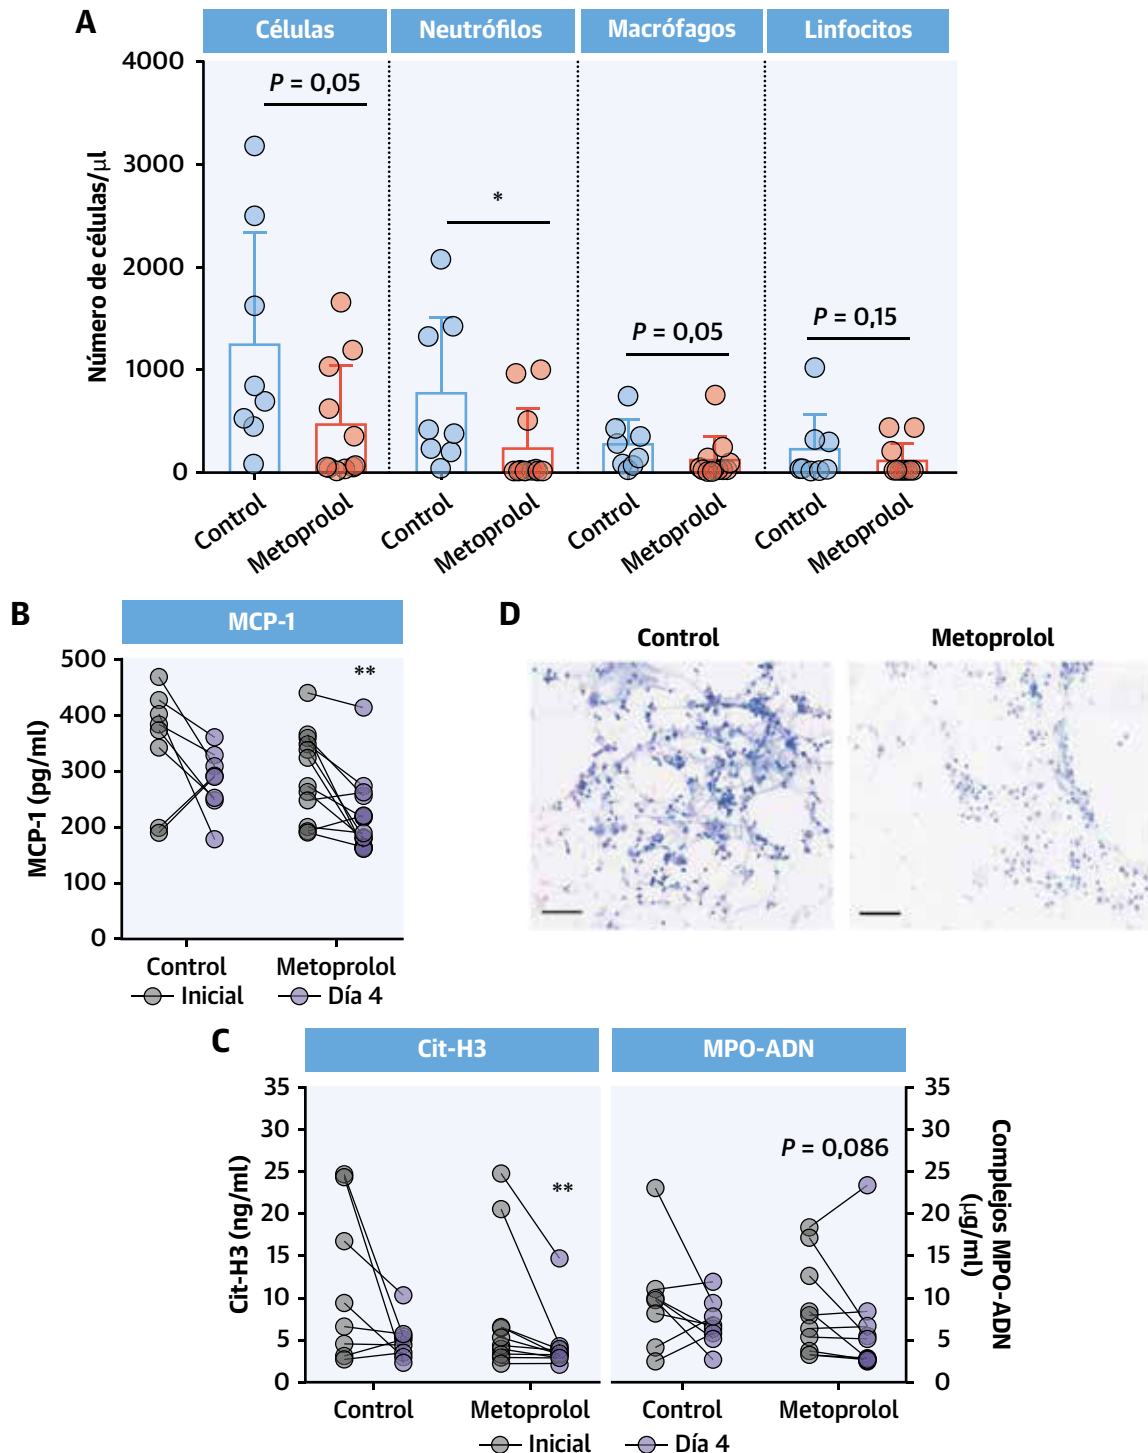 A
Células
Neutrófilos
Macrófagos
Linfocitos
Número de células/μl
4000
3000
2000
1000
0
P = 0,05
*
P = 0,05
P = 0,15
Control
Metoprolol
Control
Metoprolol
Control
Metoprolol
Control
Metoprolol
B
MCP-1
MCP-1 (pg/ml)
500
400
300
200
100
0
**
Control
Metoprolol
Inicial
Día 4
D
Control
Metoprolol
C
Cit-H3
MPO-ADN
Cit-H3 (ng/ml)
35
30
25
20
15
10
5
0
**
P = 0,086
35
30
25
20
15
10
5
0
Complejos MPO-ADN
(μg/ml)
Control
Metoprolol
Control
Metoprolol
Inicial
Día 4